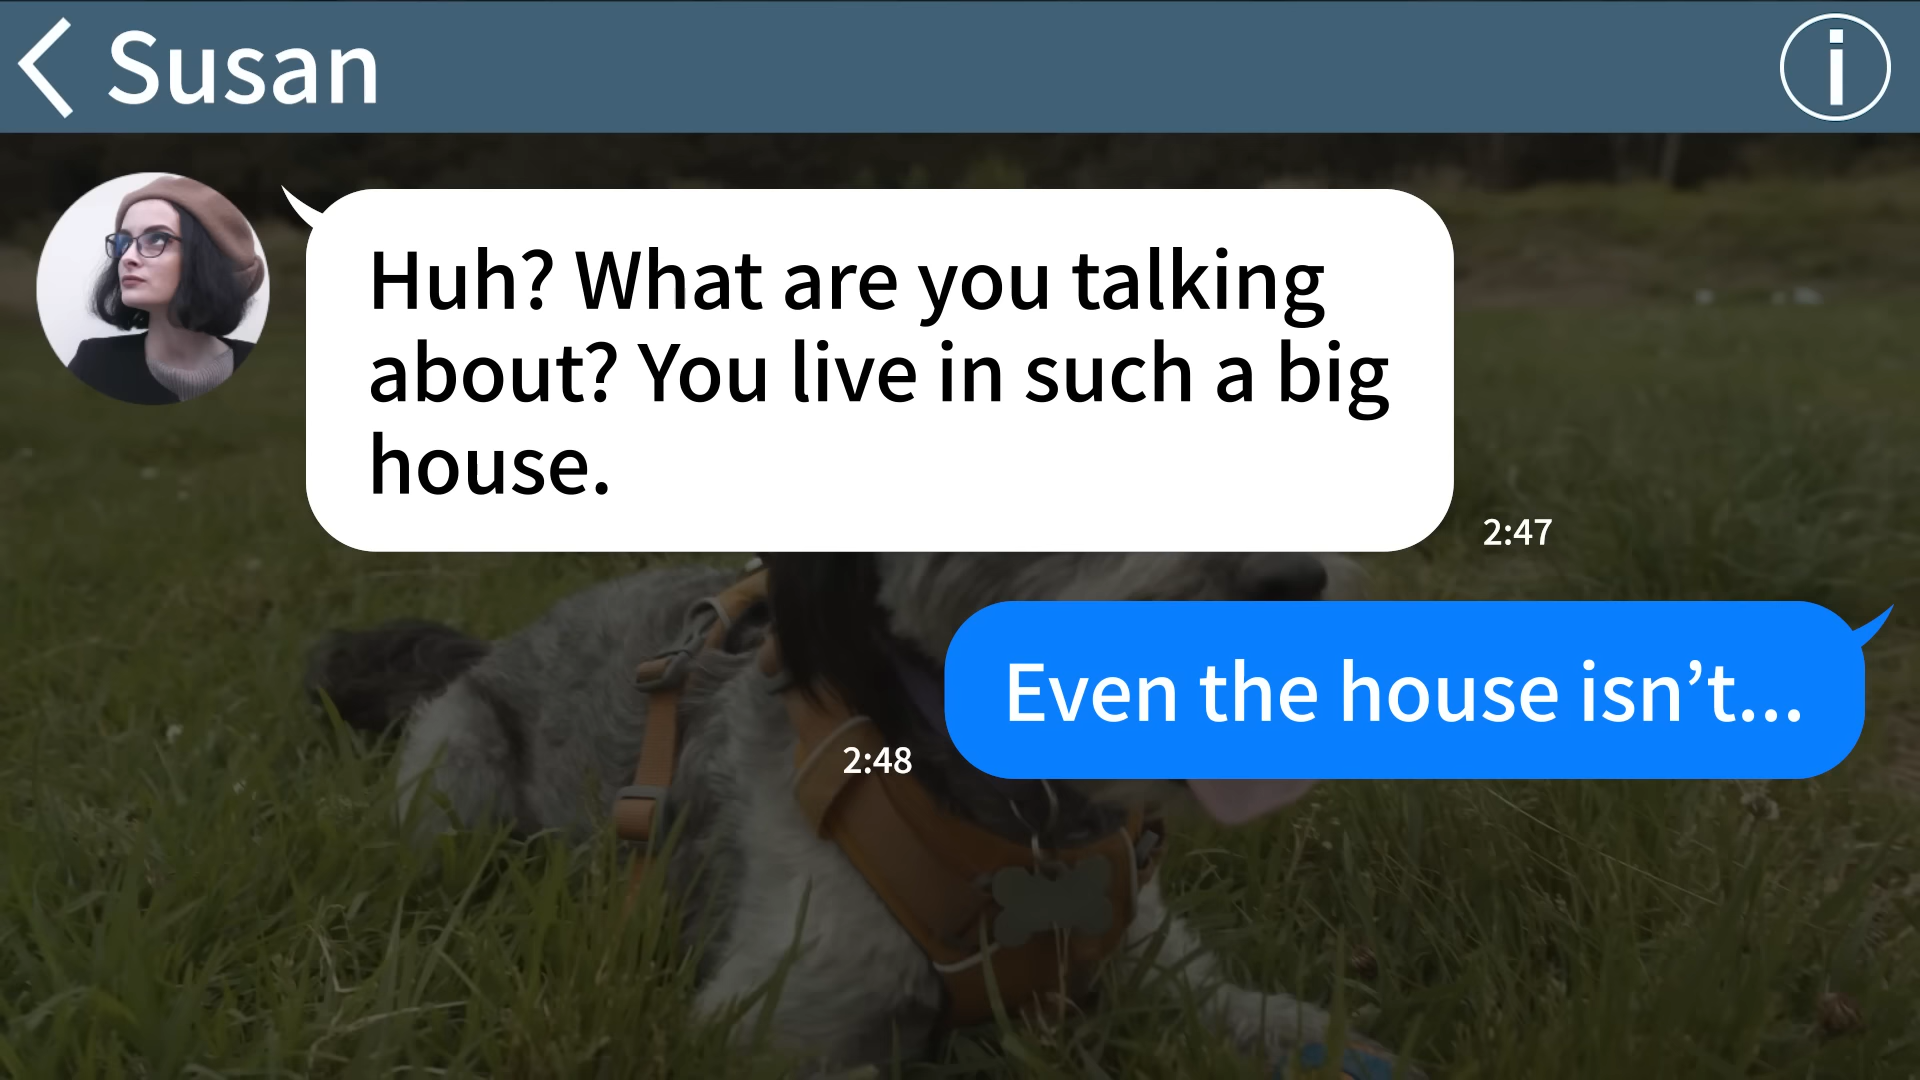 Susan
i
Huh? What are you talking
about? You live in such a big
house.
2:47
Even the house isn’t...
2:48